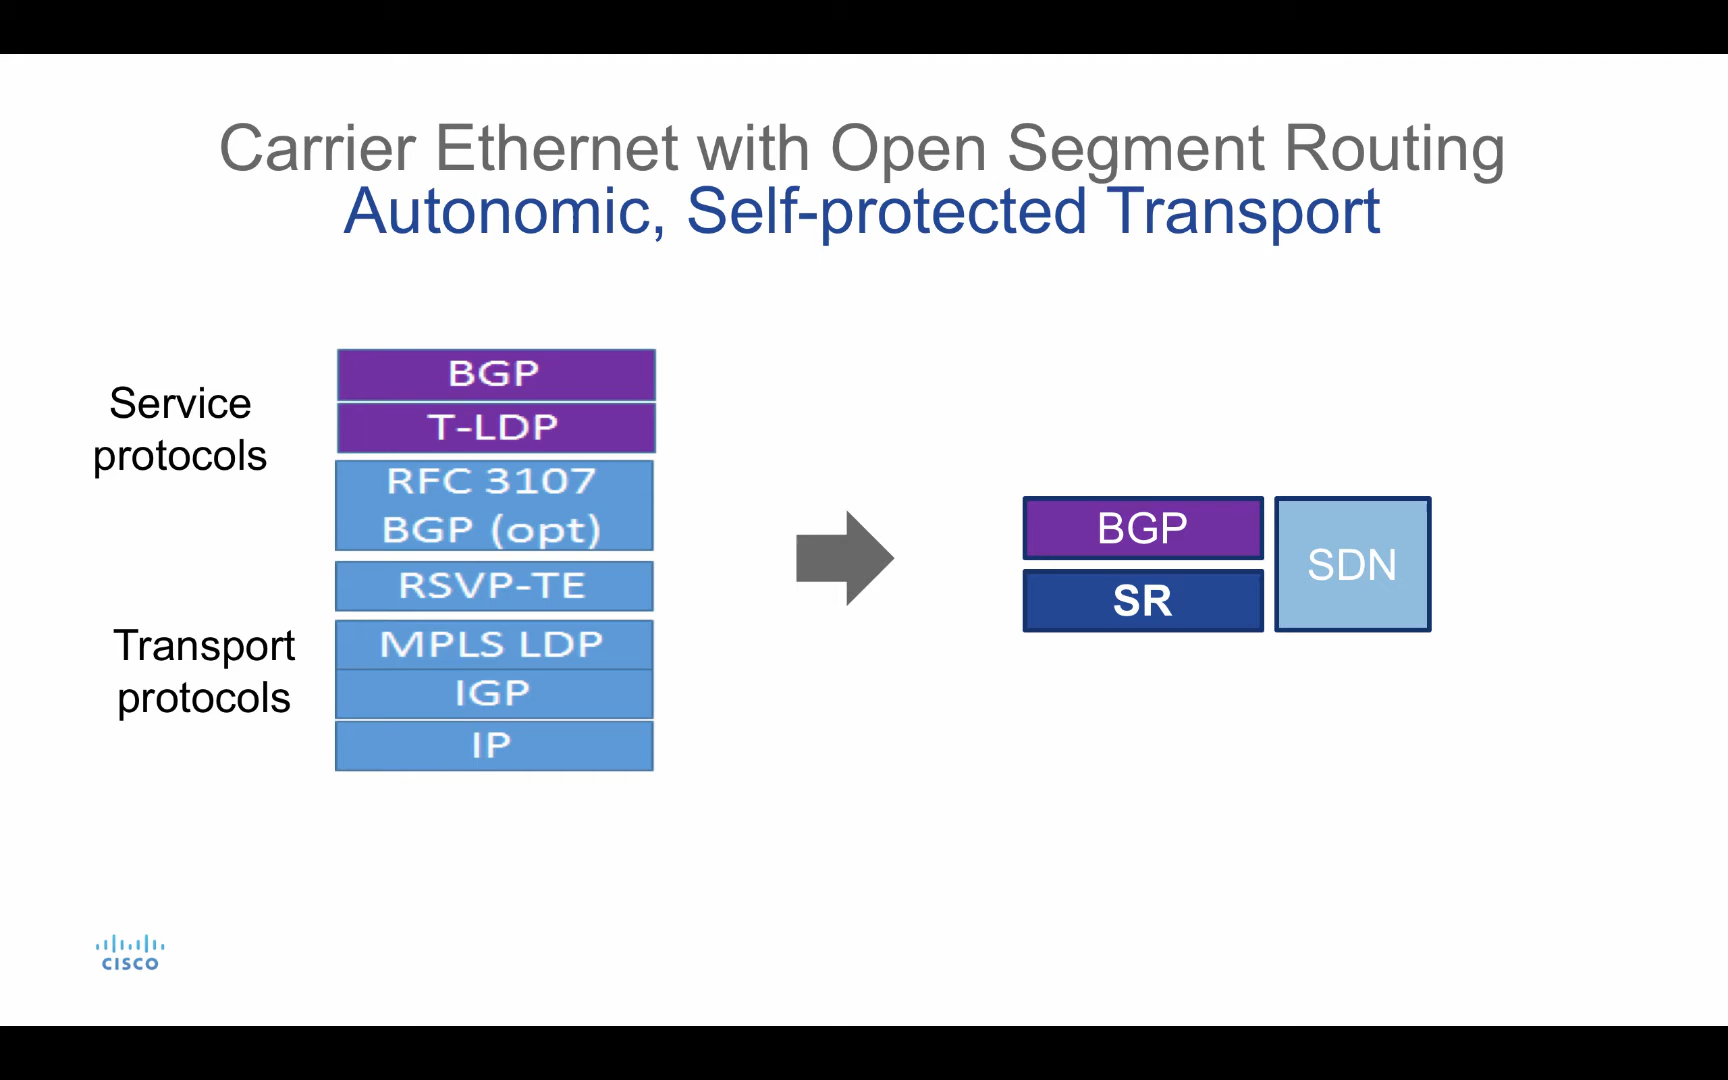 Carrier Ethernet with Open Segment Routing
Autonomic, Self-protected Transport
Service
protocols
BGP
T-LDP
RFC 3107
BGP (opt)
RSVP-TE
Transport
protocols
MPLS LDP
IGP
IP
BGP
SR
SDN
CISCO